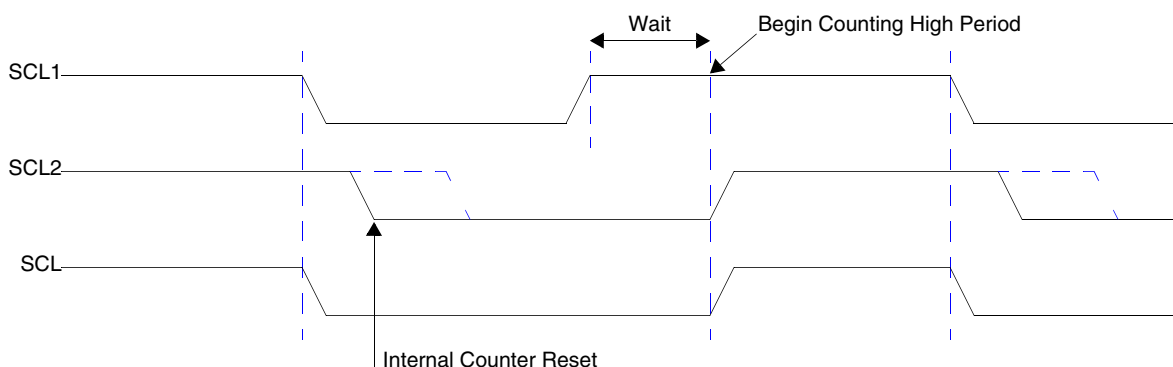 Wait
Begin Counting High Period
SCL1
SCL2
SCL
Internal Counter Reset